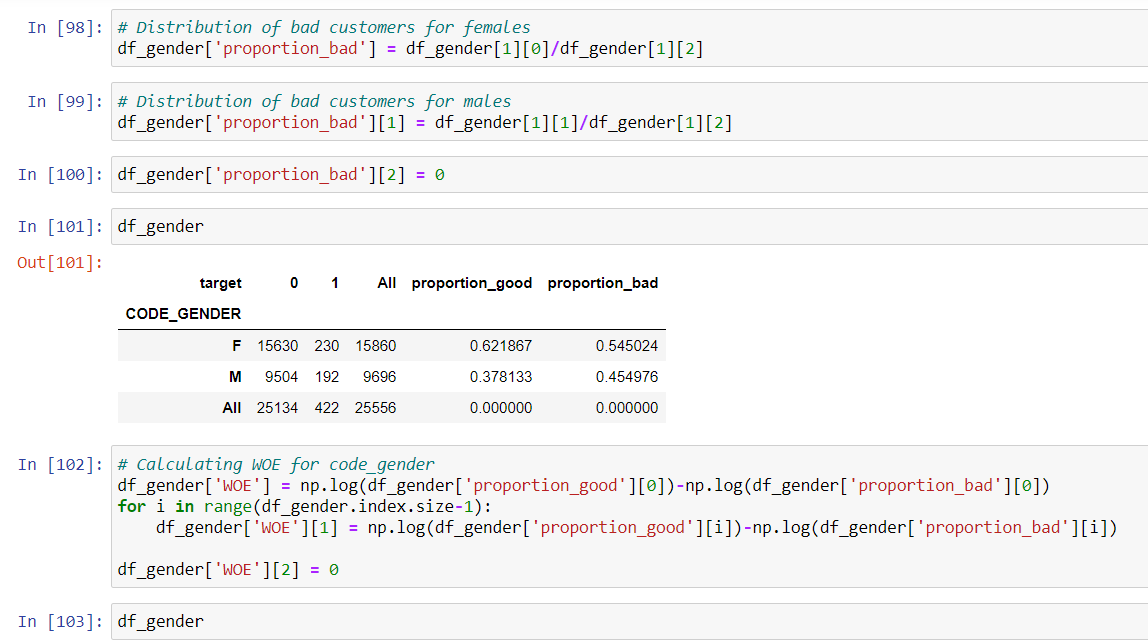 In [98]: # Distribution of bad customers for females
df_gender['proportion_bad'] = df_gender[1][0]/df_gender[1][2]
In [99]: # Distribution of bad customers for males
df_gender['proportion_bad'][1] = df_gender[1][1]/df_gender[1][2]
In [100]: df_gender['proportion_bad'][2] = 0
In [101]: df_gender
Out[101]:
target 0 1 All proportion_good proportion_bad
CODE_GENDER
F 15630 230 15860 0.621867 0.545024
M 9504 192 9696 0.378133 0.454976
All 25134 422 25556 0.000000 0.000000
In [102]: # Calculating WOE for code_gender
df_gender['WOE'] = np.log(df_gender['proportion_good'][0])-np.log(df_gender['proportion_bad'][0])
for i in range(df_gender.index.size-1):
    df_gender['WOE'][1] = np.log(df_gender['proportion_good'][i])-np.log(df_gender['proportion_bad'][i])
df_gender['WOE'][2] = 0
In [103]: df_gender